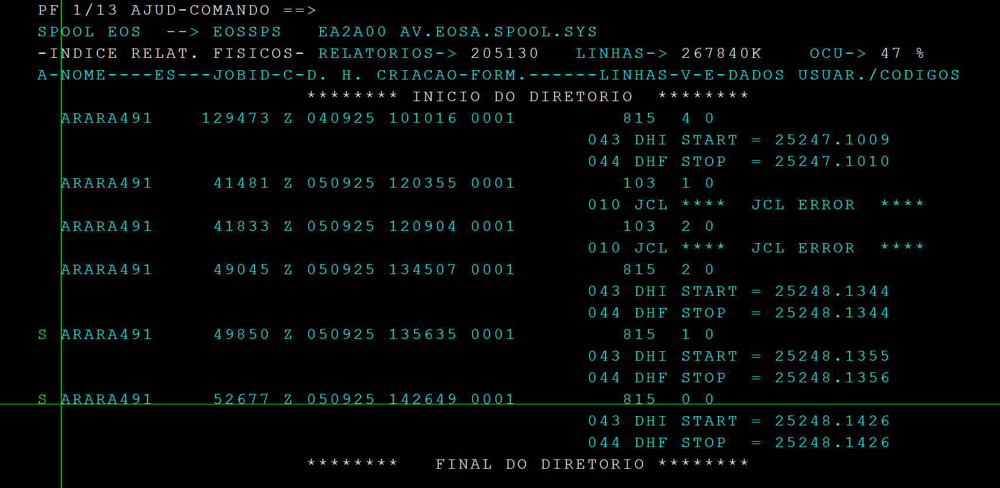 PF 1/13 AJUD-COMANDO ==>
SPOOL EOS  --> EOSSPS   EA2A00 AV.EOSA.SPOOL.SYS
-INDICE RELAT. FISICOS- RELATORIOS-> 205130   LINHAS-> 267840K    OCU-> 47 %
A-NOME----ES---JOBID-C-D. H. CRIACAO-FORM.------LINHAS-V-E-DADOS USUAR./CODIGOS
******** INICIO DO DIRETORIO  ********
ARARA491    129473 Z 040925 101016 0001         815  4 0
043 DHI START = 25247.1009
044 DHF STOP  = 25247.1010
ARARA491     41481 Z 050925 120355 0001         103  1 0
010 JCL ****  JCL ERROR  ****
ARARA491     41833 Z 050925 120904 0001         103  2 0
010 JCL ****  JCL ERROR  ****
ARARA491     49045 Z 050925 134507 0001         815  2 0
043 DHI START = 25248.1344
044 DHF STOP  = 25248.1344
S ARARA491     49850 Z 050925 135635 0001         815  1 0
043 DHI START = 25248.1355
044 DHF STOP  = 25248.1356
S ARARA491     52677 Z 050925 142649 0001         815  0 0
043 DHI START = 25248.1426
044 DHF STOP  = 25248.1426
********   FINAL DO DIRETORIO ********